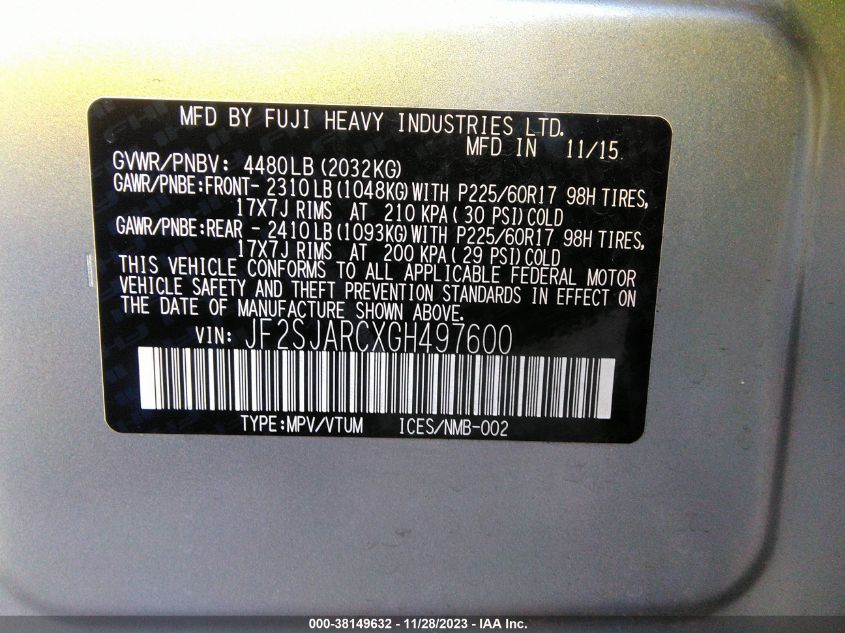 MFD BY FUJI HEAVY INDUSTRIES LTD.
MFD IN 11/15
GVWR/PNBV: 4480LB(2032KG)
GAWR/PNBE:FRONT- 2310LB(1048KG)WITH P225/60R17 98H TIRES,
17X7J RIMS AT 210 KPA( 30 PSI)COLD
GAWR/PNBE:REAR - 2410LB(1093KG)WITH P225/60R17 98H TIRES,
17X7J RIMS AT 200 KPA( 29 PSI)COLD
THIS VEHICLE CONFORMS TO ALL APPLICABLE FEDERAL MOTOR
VEHICLE SAFETY AND THEFT PREVENTION STANDARDS IN EFFECT ON
THE DATE OF MANUFACTURE SHOWN ABOVE.
VIN: JF2SJARCXGH497600
TYPE:MPV/VTUM ICES/NMB-002
000-38149632 - 11/28/2023 - IAA Inc.